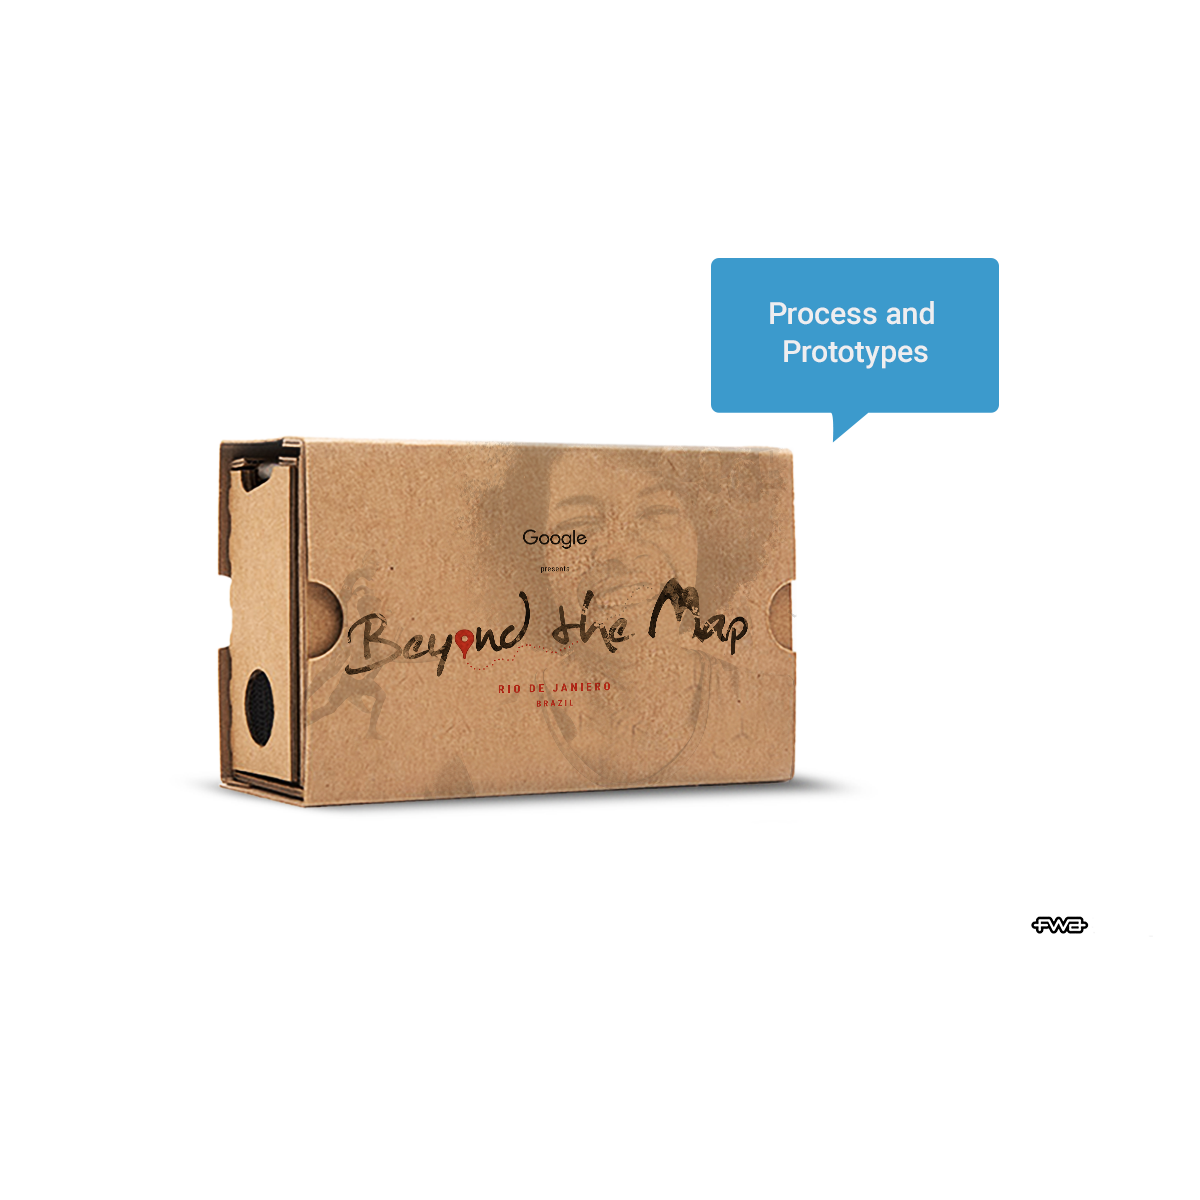 Process and
Prototypes
Google
presents
Beyond the Map
RIO DE JANIERO
BRAZIL
FWA